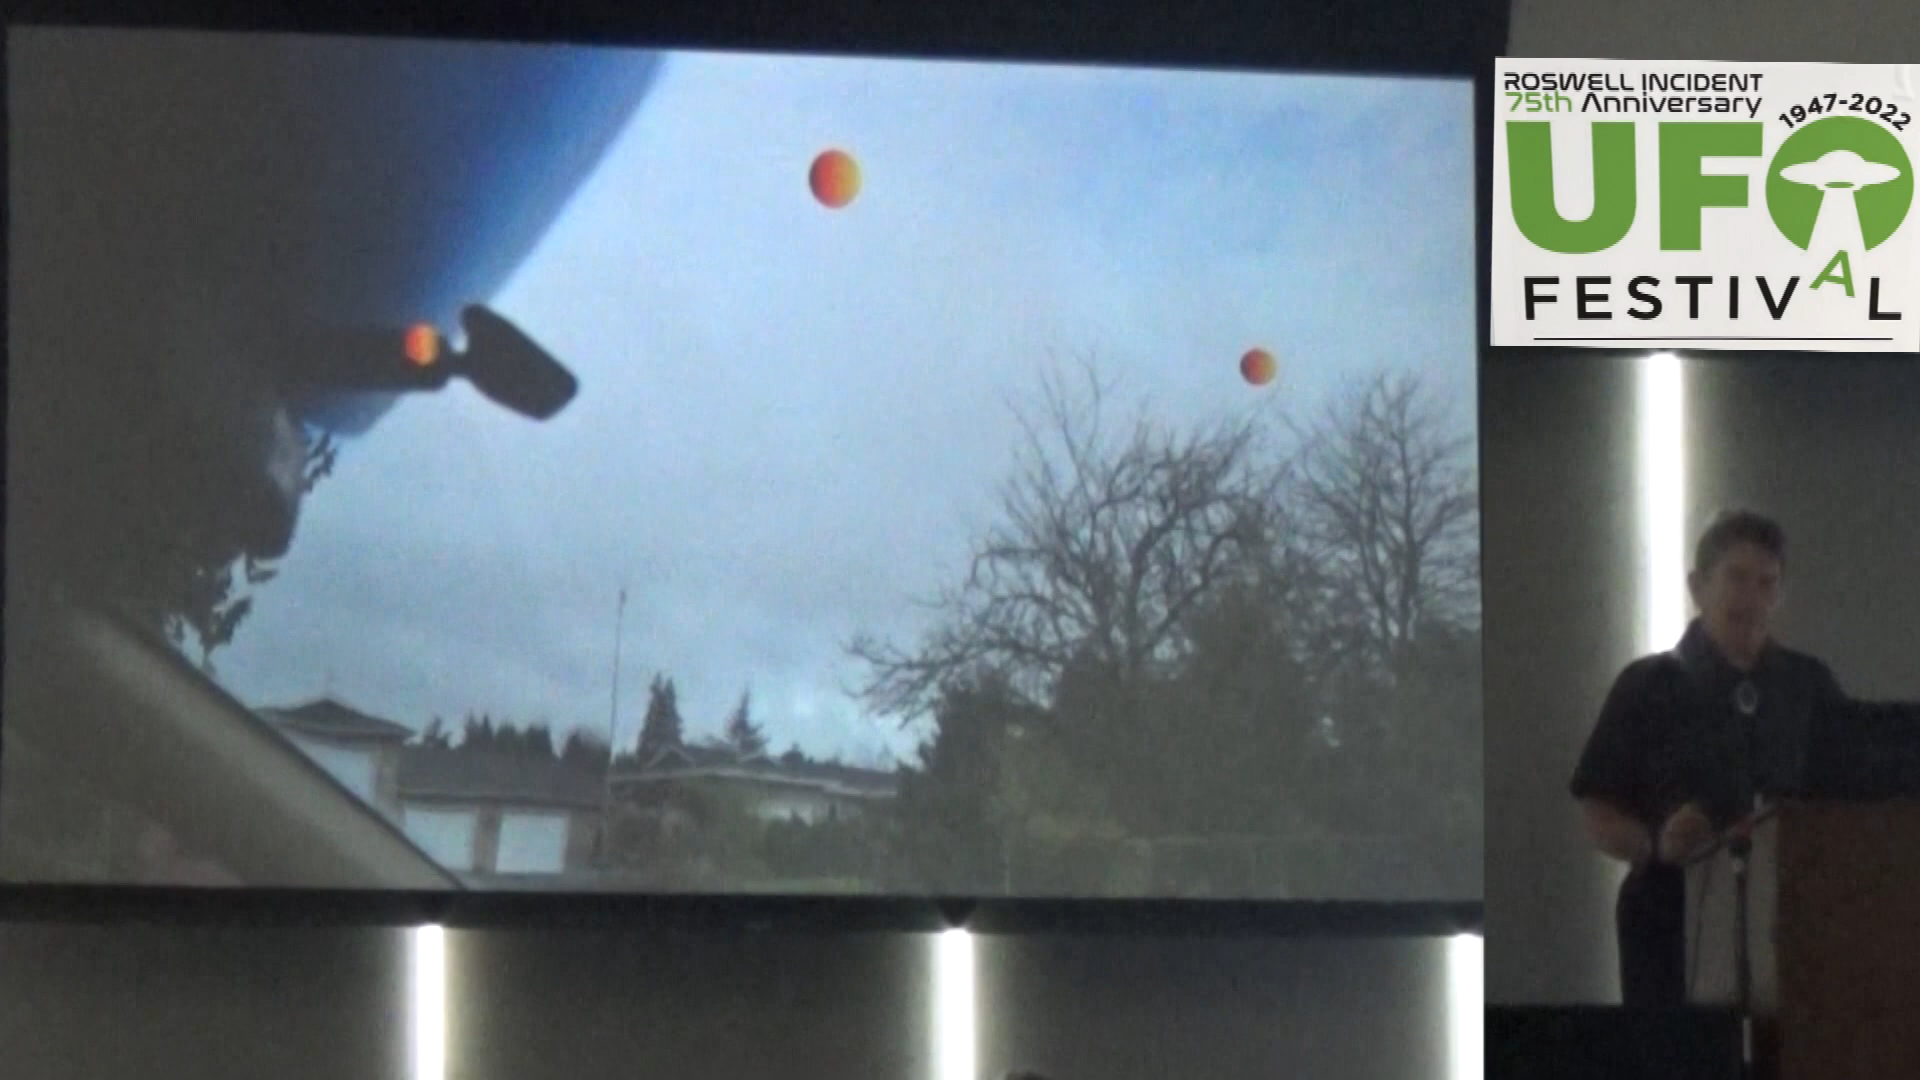 ROSWELL INCIDENT
75th Anniversary
1947-2022
UFO
FESTIVAL